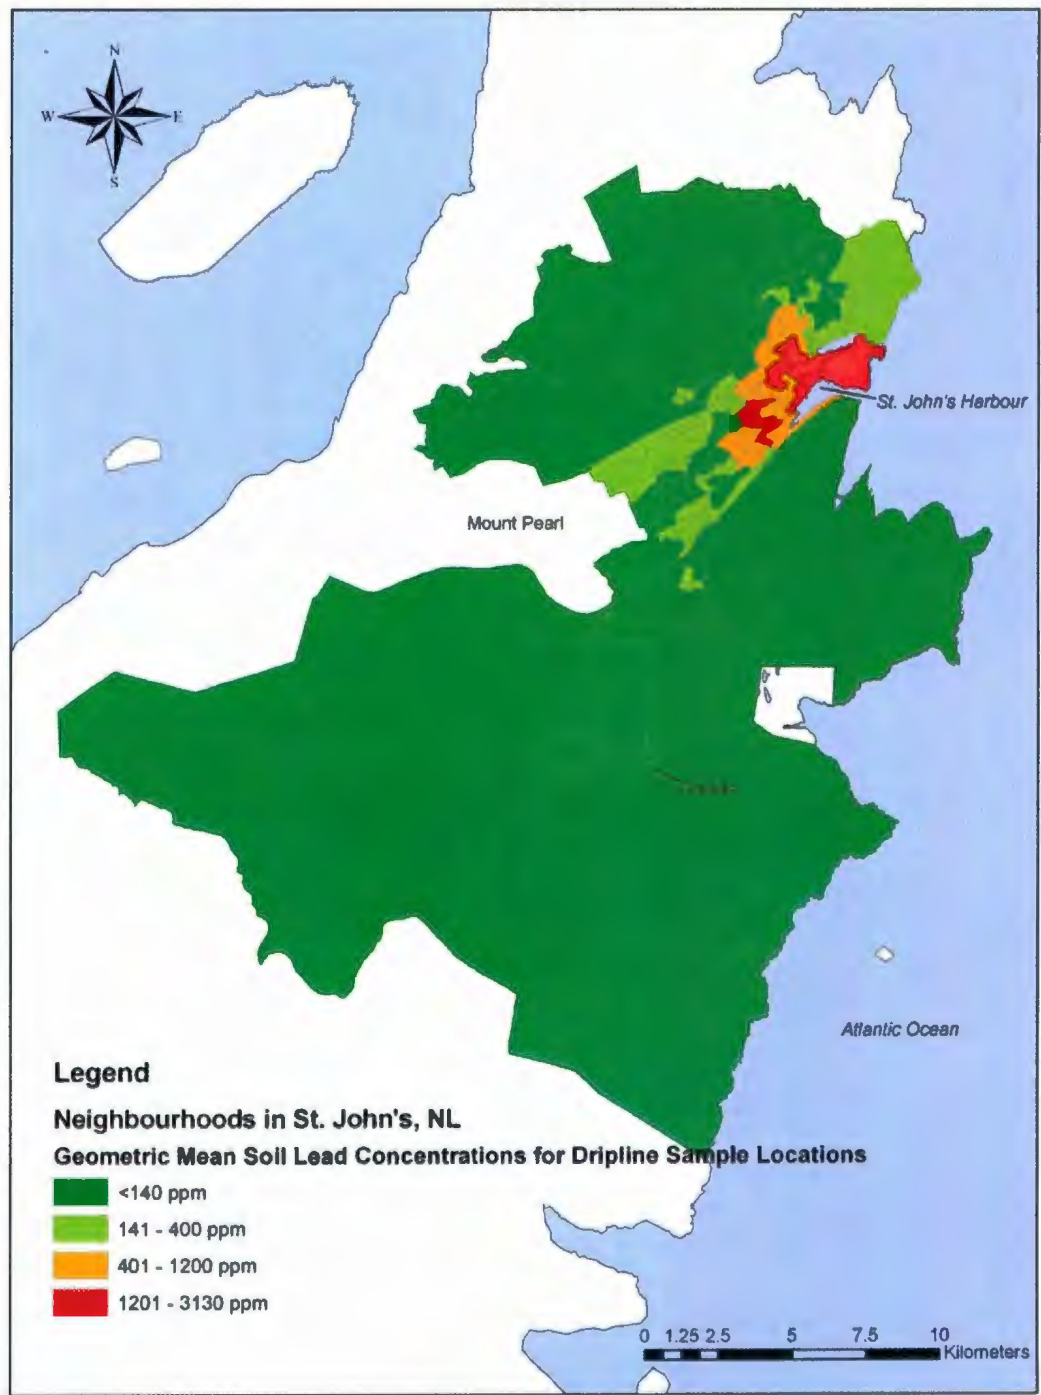 N
W E
S
St. John's Harbour
Mount Pearl
Atlantic Ocean
Legend
Neighbourhoods in St. John's, NL
Geometric Mean Soil Lead Concentrations for Dripline Sample Locations
<140 ppm
141 - 400 ppm
401 - 1200 ppm
1201 - 3130 ppm
0 1.25 2.5 5 7.5 10
Kilometers